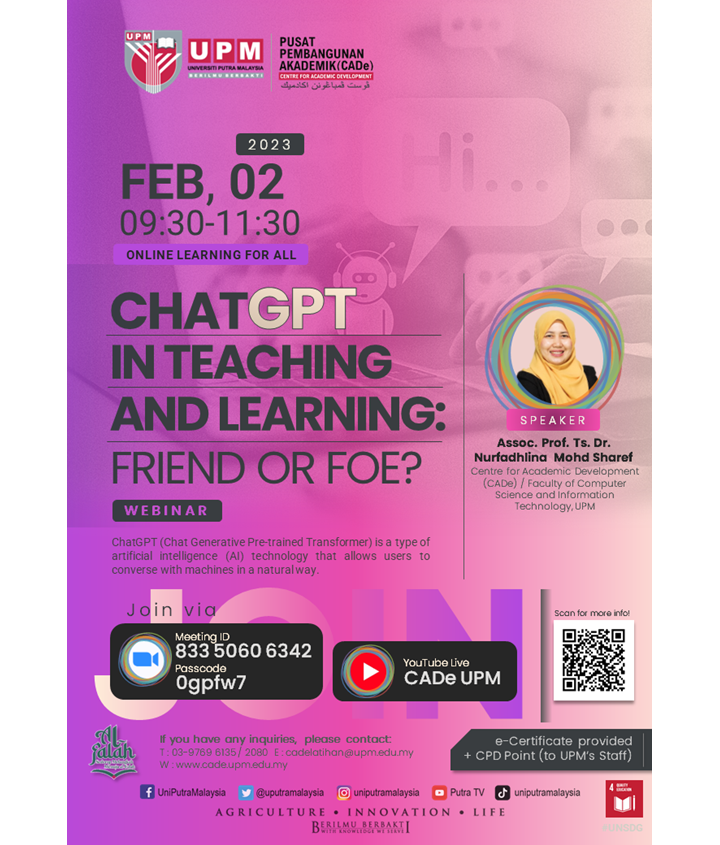 UPM
UPM
UNIVERSITI PUTRA MALAYSIA
BERILMU BERBAKTI
PUSAT
PEMBANGUNAN
AKADEMIK(CADe)
CENTRE FOR ACADEMIC DEVELOPMENT
ڤوست ڤمباڠونن اكاديميك
Hi...
2023
FEB, 02
09:30-11:30
ONLINE LEARNING FOR ALL
CHATGPT
IN TEACHING
AND LEARNING:
FRIEND OR FOE?
WEBINAR
ChatGPT (Chat Generative Pre-trained Transformer) is a type of
artificial intelligence (AI) technology that allows users to
converse with machines in a natural way.
SPEAKER
Assoc. Prof. Ts. Dr.
Nurfadhlina Mohd Sharef
Centre for Academic Development
(CADe) / Faculty of Computer
Science and Information
Technology, UPM
JOIN
Join via
Meeting ID
833 5060 6342
Passcode
0gpfw7
YouTube Live
CADe UPM
Scan for more info!
Al
falah
If you have any inquiries, please contact:
T : 03-9769 6135/ 2080 E : cadelatihan@upm.edu.my
W : www.cade.upm.edu.my
e-Certificate provided
+ CPD Point (to UPM's Staff)
UniPutraMalaysia
@uputramalaysia
uniputramalaysia
Putra TV
uniputramalaysia
AGRICULTURE • INNOVATION • LIFE
BERILMU BERBAKTI
WITH KNOWLEDGE WE SERVE
4 QUALITY
EDUCATION
#UNSDG